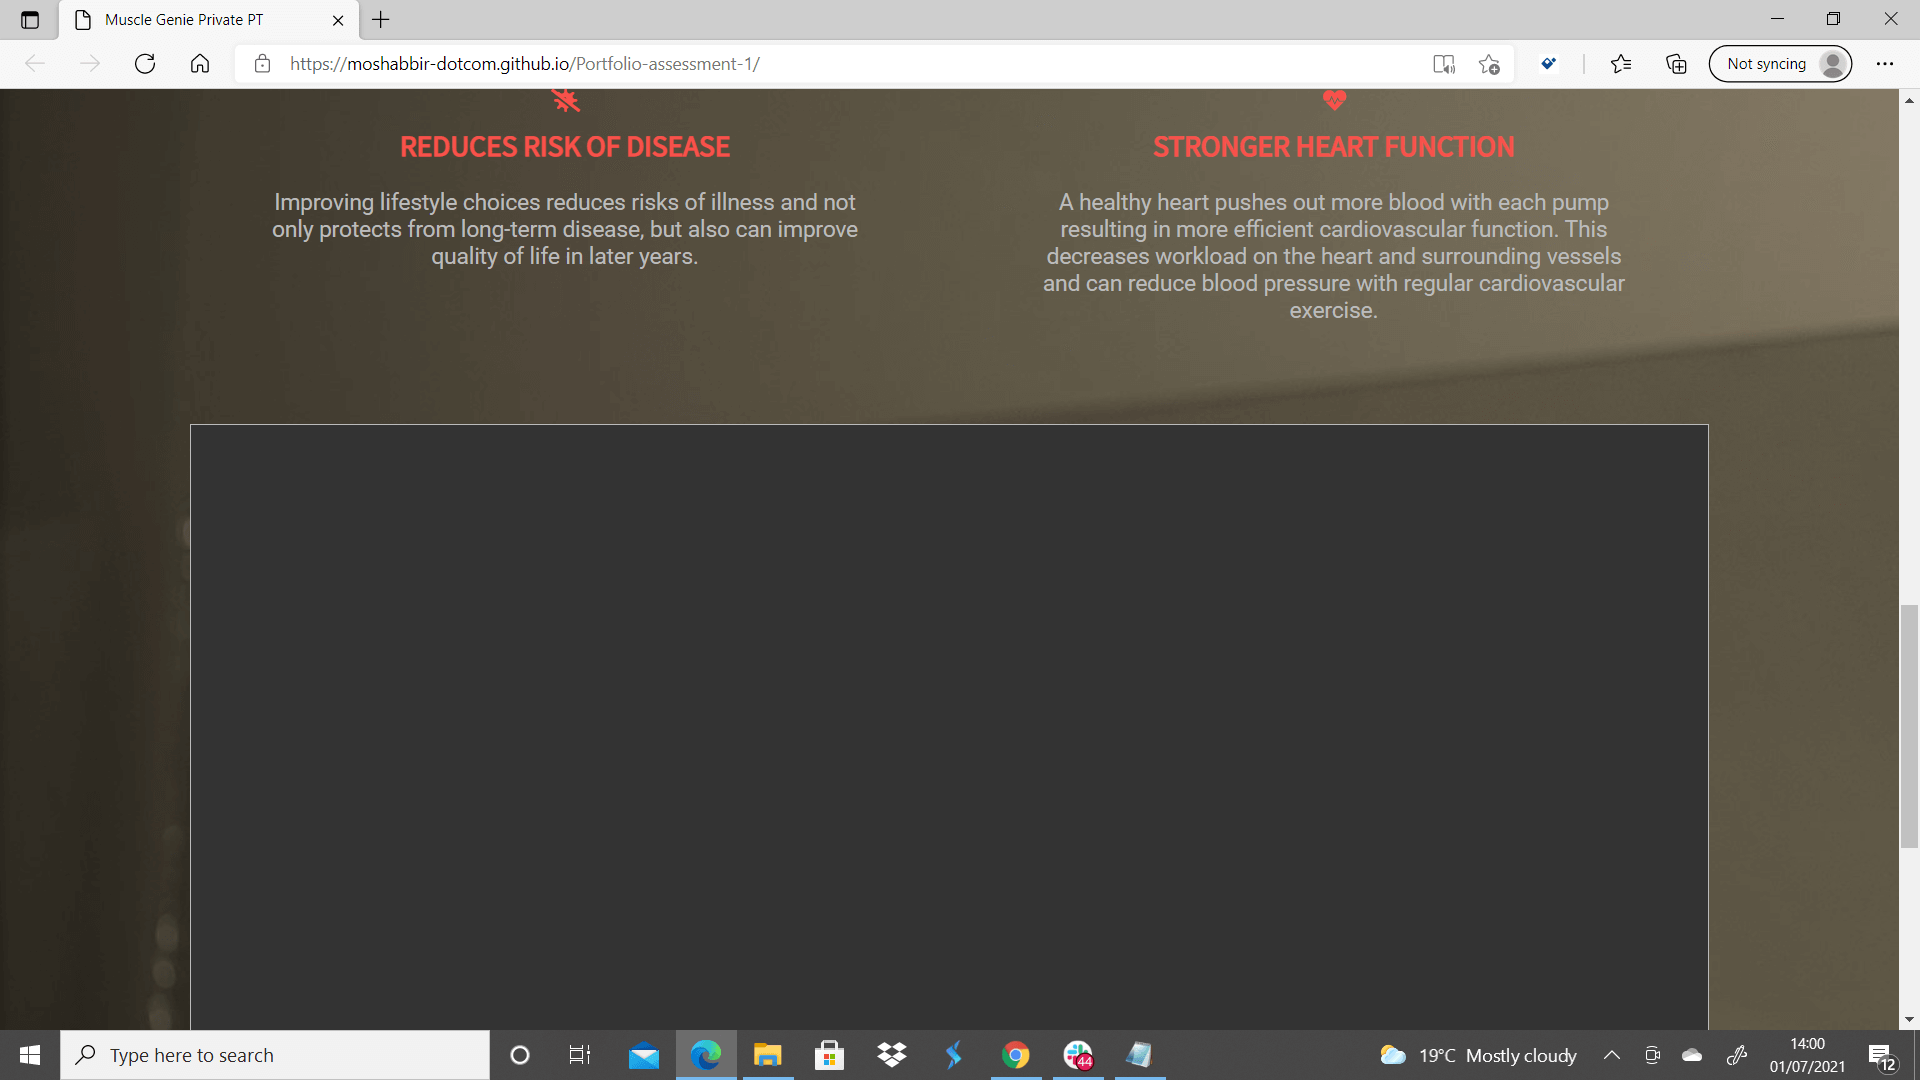 Muscle Genie Private PT
https://moshabbir-dotcom.github.io/Portfolio-assessment-1/
Not syncing
REDUCES RISK OF DISEASE
Improving lifestyle choices reduces risks of illness and not
only protects from long-term disease, but also can improve
quality of life in later years.
STRONGER HEART FUNCTION
A healthy heart pushes out more blood with each pump
resulting in more efficient cardiovascular function. This
decreases workload on the heart and surrounding vessels
and can reduce blood pressure with regular cardiovascular
exercise.
Type here to search
44
19°C Mostly cloudy
14:00
01/07/2021
12